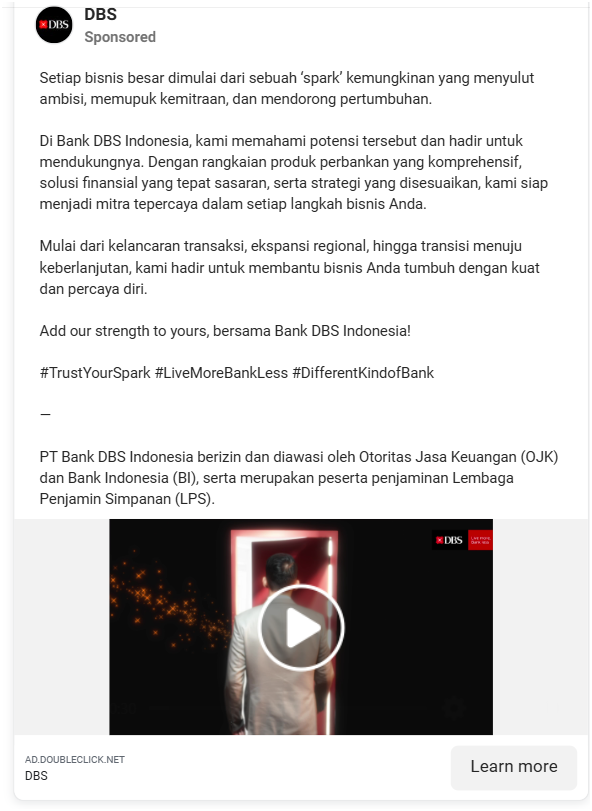 DBS
DBS
Sponsored
Setiap bisnis besar dimulai dari sebuah ‘spark’ kemungkinan yang menyulut
ambisi, memupuk kemitraan, dan mendorong pertumbuhan.
Di Bank DBS Indonesia, kami memahami potensi tersebut dan hadir untuk
mendukungnya. Dengan rangkaian produk perbankan yang komprehensif,
solusi finansial yang tepat sasaran, serta strategi yang disesuaikan, kami siap
menjadi mitra tepercaya dalam setiap langkah bisnis Anda.
Mulai dari kelancaran transaksi, ekspansi regional, hingga transisi menuju
keberlanjutan, kami hadir untuk membantu bisnis Anda tumbuh dengan kuat
dan percaya diri.
Add our strength to yours, bersama Bank DBS Indonesia!
#TrustYourSpark #LiveMoreBankLess #DifferentKindofBank
—
PT Bank DBS Indonesia berizin dan diawasi oleh Otoritas Jasa Keuangan (OJK)
dan Bank Indonesia (BI), serta merupakan peserta penjaminan Lembaga
Penjamin Simpanan (LPS).
DBS
Live more,
Bank less
AD.DOUBLECLICK.NET
DBS
Learn more